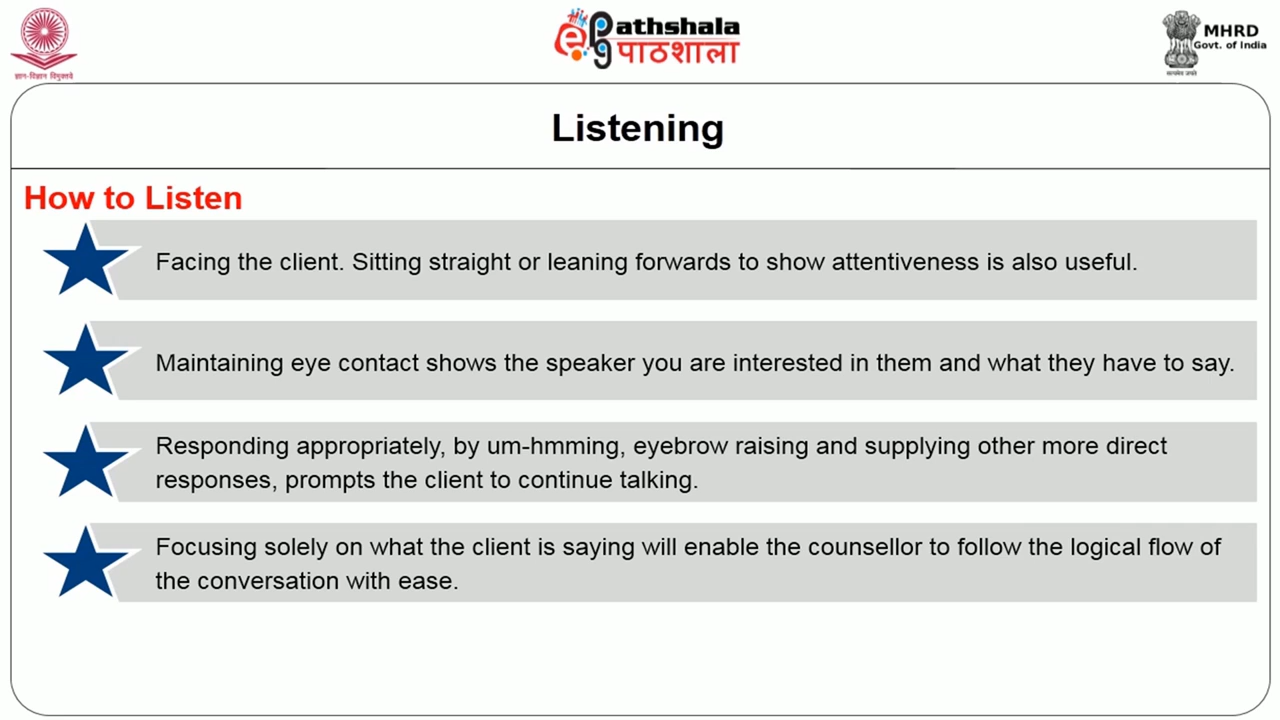 ज्ञान-विज्ञान विमुक्तये
Pathshala
पाठशाला
MHRD
Govt. of India
सत्यमेव जयते
Listening
How to Listen
Facing the client. Sitting straight or leaning forwards to show attentiveness is also useful.
Maintaining eye contact shows the speaker you are interested in them and what they have to say.
Responding appropriately, by um-hmming, eyebrow raising and supplying other more direct
responses, prompts the client to continue talking.
Focusing solely on what the client is saying will enable the counsellor to follow the logical flow of
the conversation with ease.